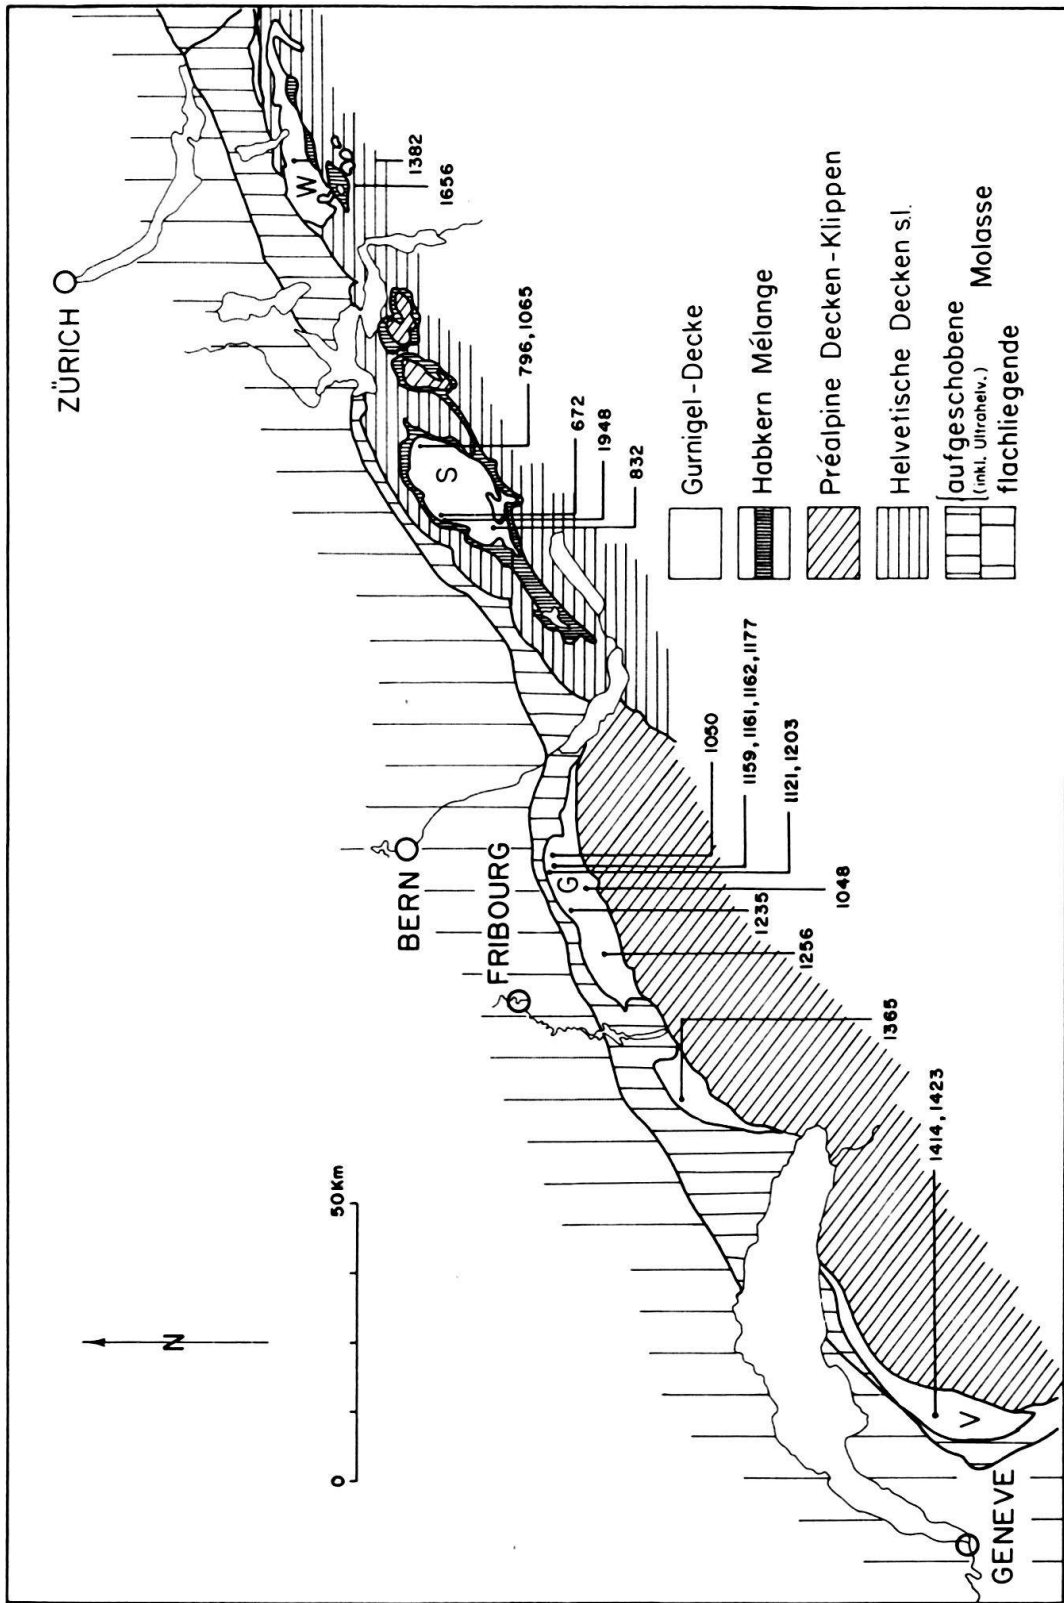 ZÜRICH
BERN
FRIBOURG
GENEVE
N
0
50Km
W
S
G
V
1382
1656
796, 1065
672
1948
832
1050
1159, 1161, 1162, 1177
1121, 1203
1048
1235
1256
1365
1414, 1423
Gurnigel-Decke
Habkern Mélange
Préalpine Decken-Klippen
Helvetische Decken s.l.
aufgeschobene
(inkl. Ultrahelv.)
Molasse
flachliegende